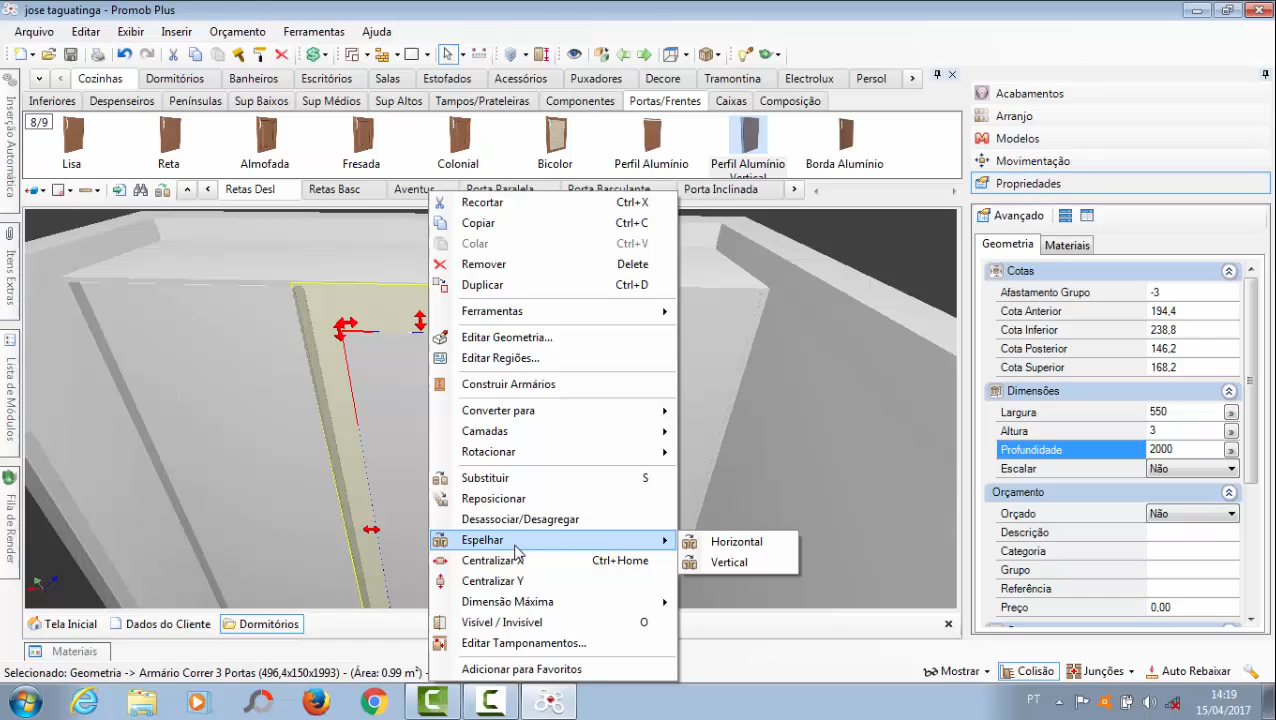 jose taguatinga - Promob Plus
Arquivo Editar Exibir Inserir Orçamento Ferramentas Ajuda
Cozinhas Dormitórios Banheiros Escritórios Salas Estofados Acessórios Puxadores Decore Tramontina Electrolux Persol
Inferiores Despenseiros Penínsulas Sup Baixos Sup Médios Sup Altos Tampos/Prateleiras Componentes Portas/Frentes Caixas Composição
8/9
Lisa Reta Almofada Fresada Colonial Bicolor Perfil Alumínio Perfil Alumínio Vertical Borda Alumínio
Retas Desl Retas Basc Aventus Porta Paralela Porta Basculante Porta Inclinada
Inserção Automática
Itens Extras
Lista de Módulos
Fila de Render
Recortar Ctrl+X
Copiar Ctrl+C
Colar Ctrl+V
Remover Delete
Duplicar Ctrl+D
Ferramentas
Editar Geometria...
Editar Regiões...
Construir Armários
Converter para
Camadas
Rotacionar
Substituir S
Reposicionar
Desassociar/Desagregar
Espelhar
Centralizar X Ctrl+Home
Centralizar Y
Dimensão Máxima
Visível / Invisível O
Editar Tamponamentos...
Adicionar para Favoritos
Horizontal
Vertical
Acabamentos
Arranjo
Modelos
Movimentação
Propriedades
Avançado
Geometria Materiais
Cotas
Afastamento Grupo -3
Cota Anterior 194,4
Cota Inferior 238,8
Cota Posterior 146,2
Cota Superior 168,2
Dimensões
Largura 550
Altura 3
Profundidade 2000
Escalar Não
Orçamento
Orçado Não
Descrição
Categoria
Grupo
Referência
Preço 0,00
Tela Inicial Dados do Cliente Dormitórios
Materiais
Selecionado: Geometria -> Armário Correr 3 Portas (496,4x150x1993) - (Área: 0.99 m²)
Mostrar Colisão Junções Auto Rebaixar
PT
14:19
15/04/2017